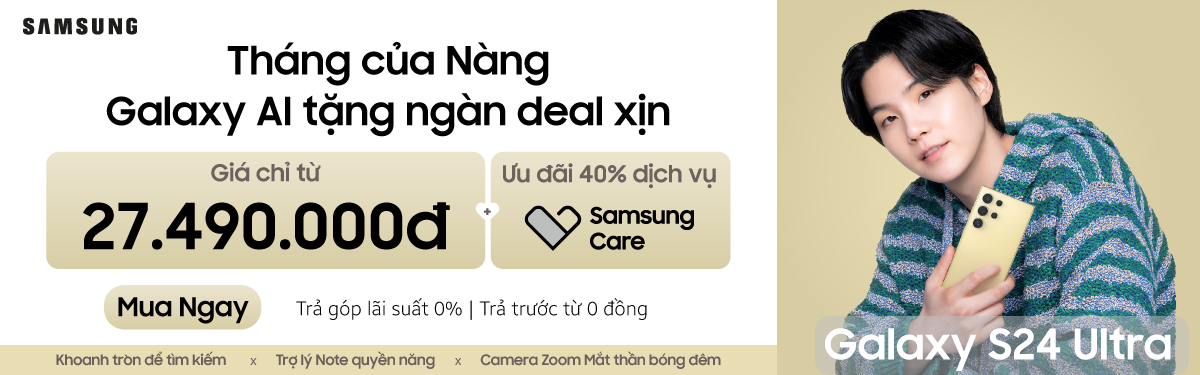 SAMSUNG
Tháng của Nàng
Galaxy AI tặng ngàn deal xịn
Giá chỉ từ
27.490.000đ
+
Ưu đãi 40% dịch vụ
Samsung
Care
Mua Ngay
Trả góp lãi suất 0% | Trả trước từ 0 đồng
Khoanh tròn để tìm kiếm x Trợ lý Note quyền năng x Camera Zoom Mắt thần bóng đêm
Galaxy S24 Ultra